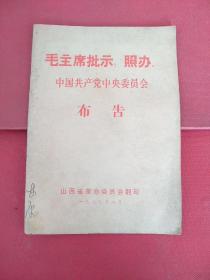 毛主席批示：照办。
中国共产党中央委员会
布告
山西省革命委员会翻印